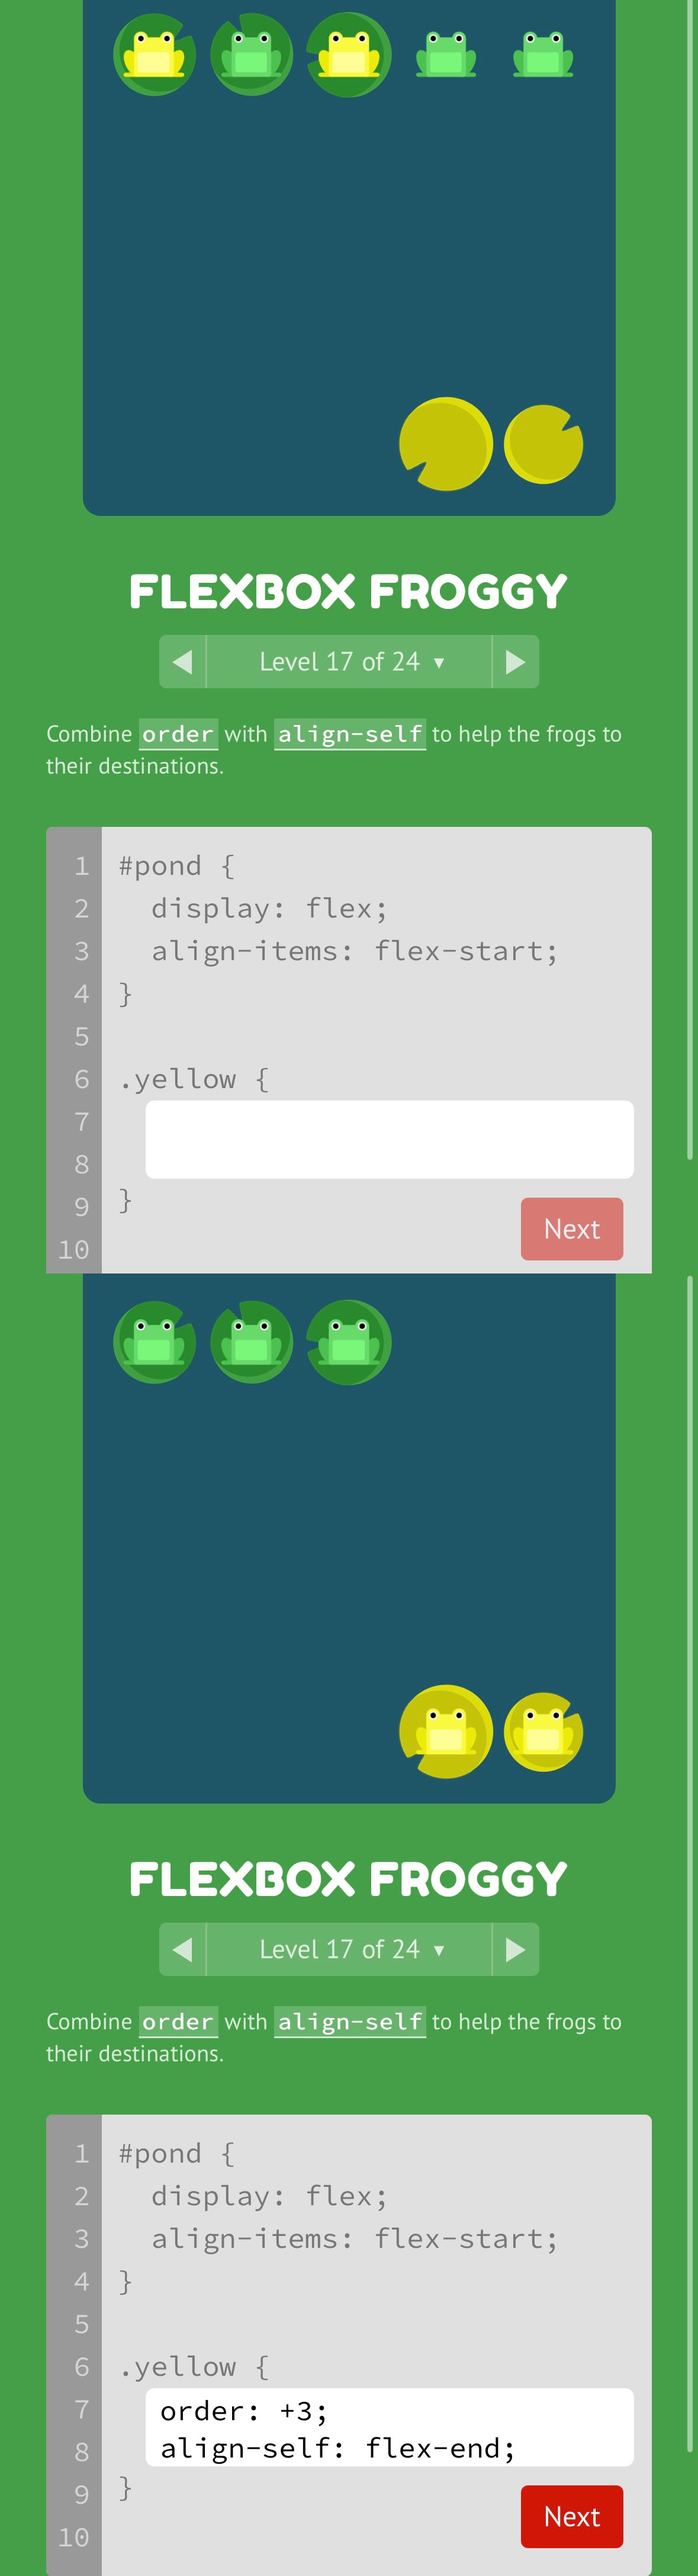 FLEXBOX FROGGY
◀ Level 17 of 24 ▼ ▶
Combine order with align-self to help the frogs to
their destinations.
1 #pond {
2   display: flex;
3   align-items: flex-start;
4 }
5
6 .yellow {
7
8
9 }
Next
10
FLEXBOX FROGGY
◀ Level 17 of 24 ▼ ▶
Combine order with align-self to help the frogs to
their destinations.
1 #pond {
2   display: flex;
3   align-items: flex-start;
4 }
5
6 .yellow {
7   order: +3;
8   align-self: flex-end;
9 }
Next
10